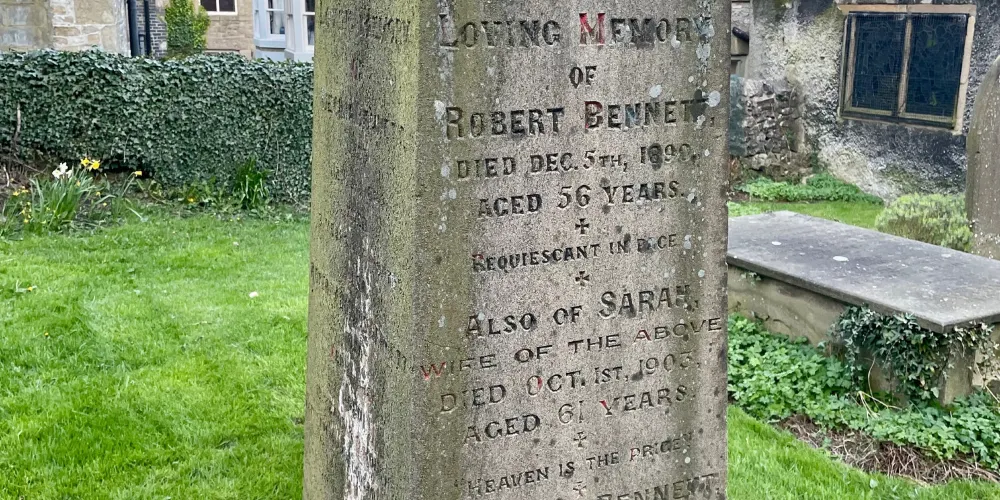 LOVING MEMORY
OF
ROBERT BENNETT,
DIED DEC. 5TH, 1890,
AGED 56 YEARS.
REQUIESCANT IN PACE
ALSO OF SARAH,
WIFE OF THE ABOVE
DIED OCT. 1ST, 1903,
AGED 61 YEARS.
"HEAVEN IS THE
BENNETT,